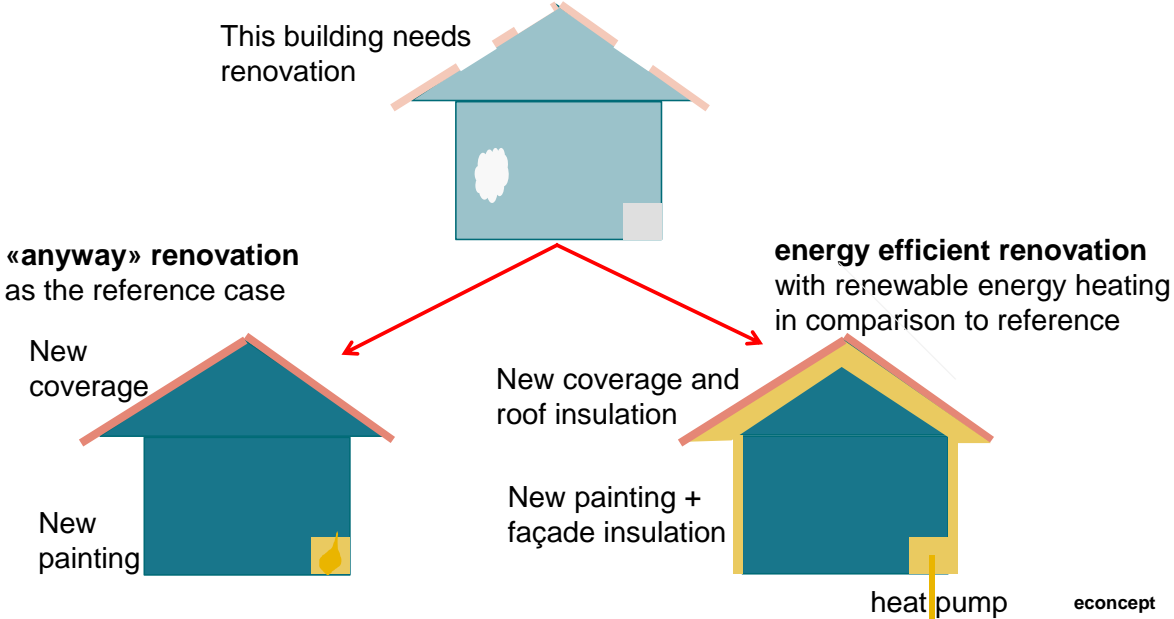 This building needs
renovation
«anyway» renovation
as the reference case
energy efficient renovation
with renewable energy heating
in comparison to reference
New
coverage
New coverage and
roof insulation
New
painting
New painting +
façade insulation
heat pump
econcept